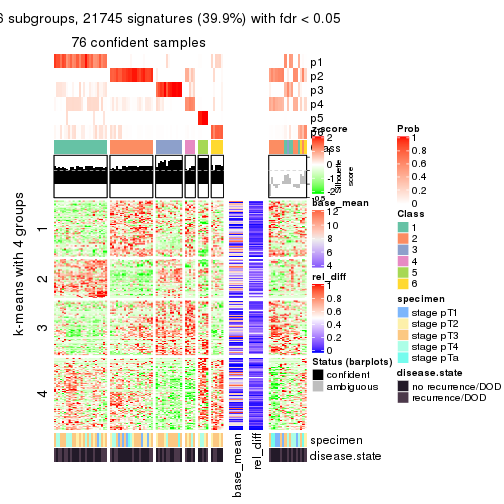 6 subgroups, 21745 signatures (39.9%) with fdr < 0.05
76 confident samples
p1
p2
p3
p4
p5
z-score
2
1
0
-1
-2
Silhouette
score
k-means with 4 groups
1
2
3
4
base_mean
12
10
8
6
4
rel_diff
1
0.8
0.6
0.4
0.2
0
Status (barplots)
confident
ambiguous
Prob
1
0.8
0.6
0.4
0.2
0
Class
1
2
3
4
5
6
specimen
stage pT1
stage pT2
stage pT3
stage pT4
stage pTa
disease.state
no recurrence/DOD
recurrence/DOD
specimen
disease.state
base_mean
rel_diff